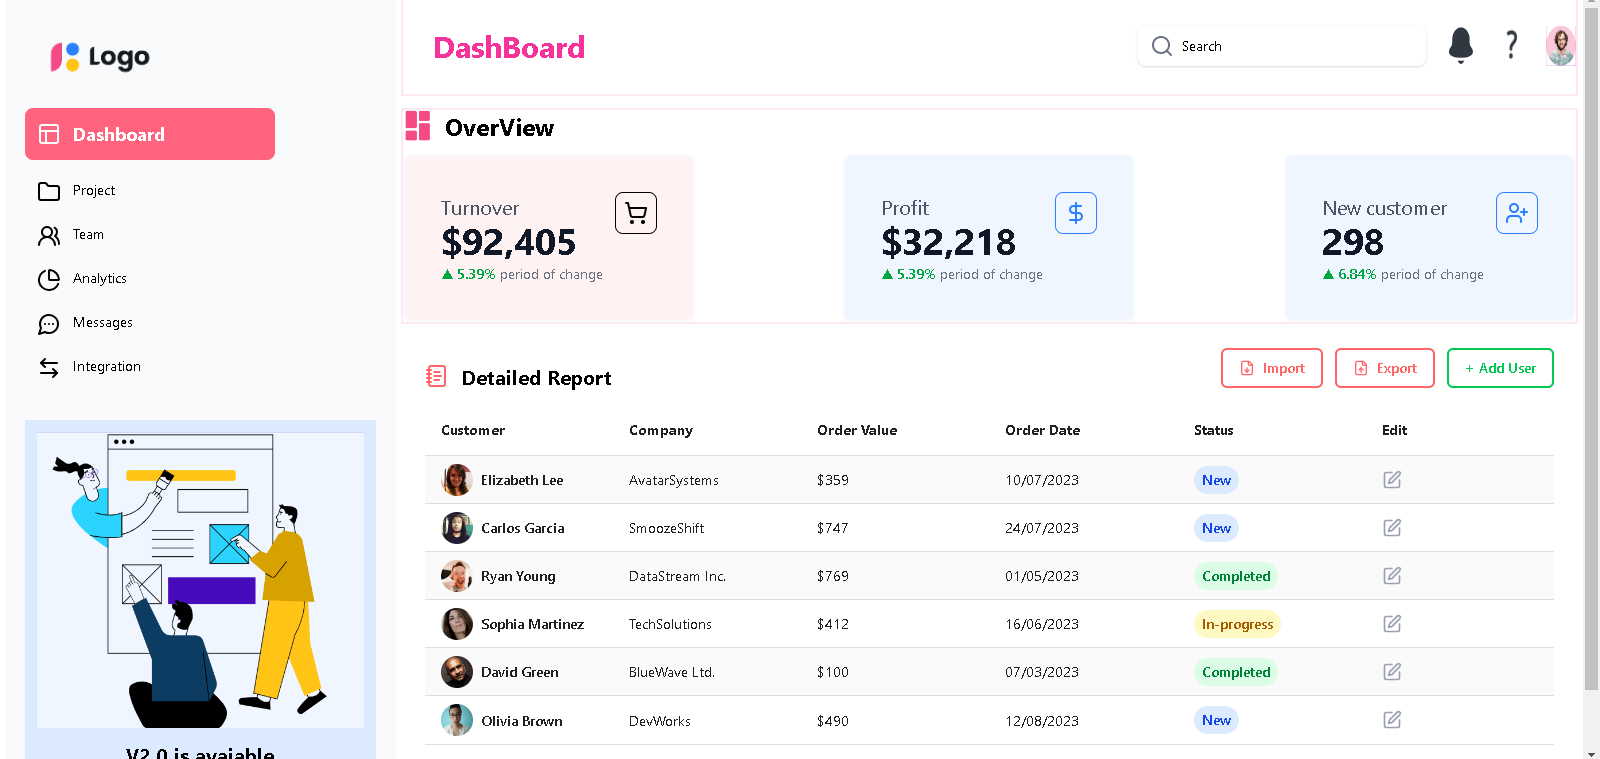 Logo
Dashboard
Project
Team
Analytics
Messages
Integration
V2.0 is avaiable
DashBoard
Search
OverView
Turnover
$92,405
▲ 5.39% period of change
Profit
$32,218
▲ 5.39% period of change
New customer
298
▲ 6.84% period of change
Detailed Report
Import Export + Add User
Customer Company Order Value Order Date Status Edit
Elizabeth Lee AvatarSystems $359 10/07/2023 New
Carlos Garcia SmoozeShift $747 24/07/2023 New
Ryan Young DataStream Inc. $769 01/05/2023 Completed
Sophia Martinez TechSolutions $412 16/06/2023 In-progress
David Green BlueWave Ltd. $100 07/03/2023 Completed
Olivia Brown DevWorks $490 12/08/2023 New